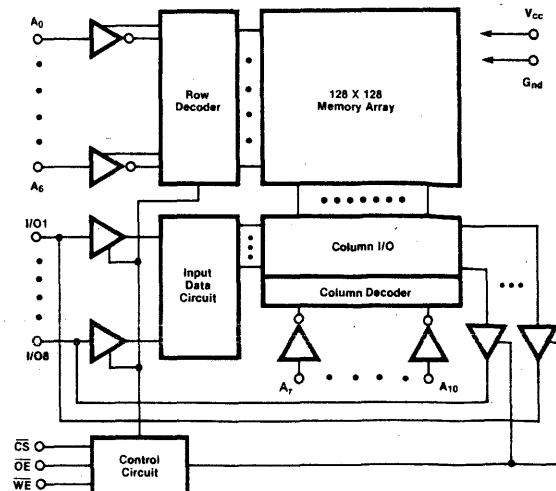 A0
A6
I/O1
I/O8
Row
Decoder
128 X 128
Memory Array
Vcc
Gnd
Input
Data
Circuit
Column I/O
Column Decoder
A7
A10
CS
OE
WE
Control
Circuit